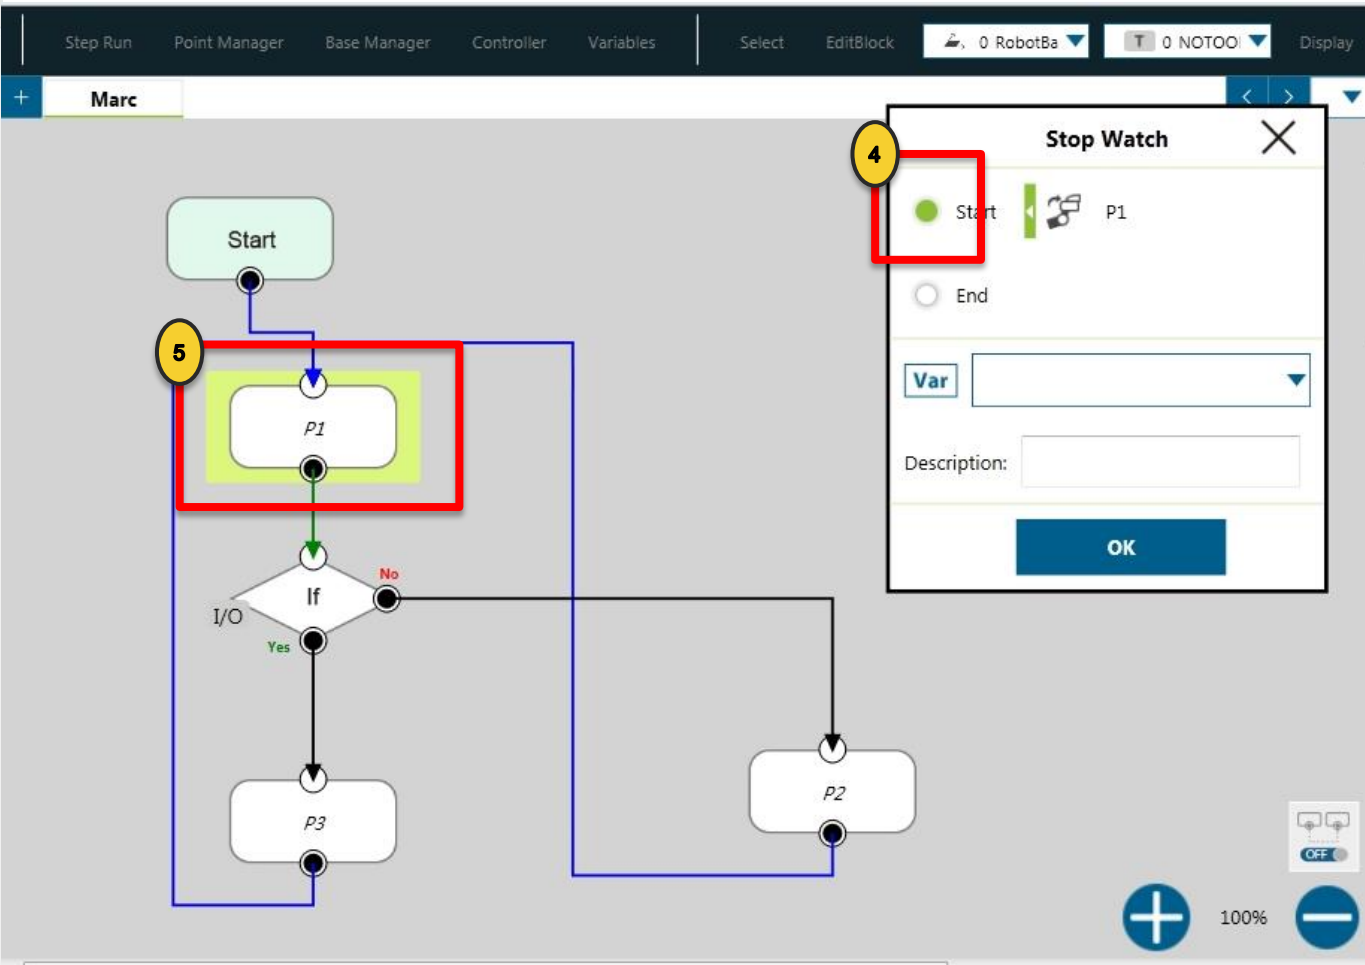 Step Run Point Manager Base Manager Controller Variables Select EditBlock 0 RobotBa T 0 NOTOO Display
+ Marc < >
Stop Watch
4
Start P1
End
Var
Description:
OK
Start
5
P1
If
I/O
No
Yes
P3
P2
OFF
100%